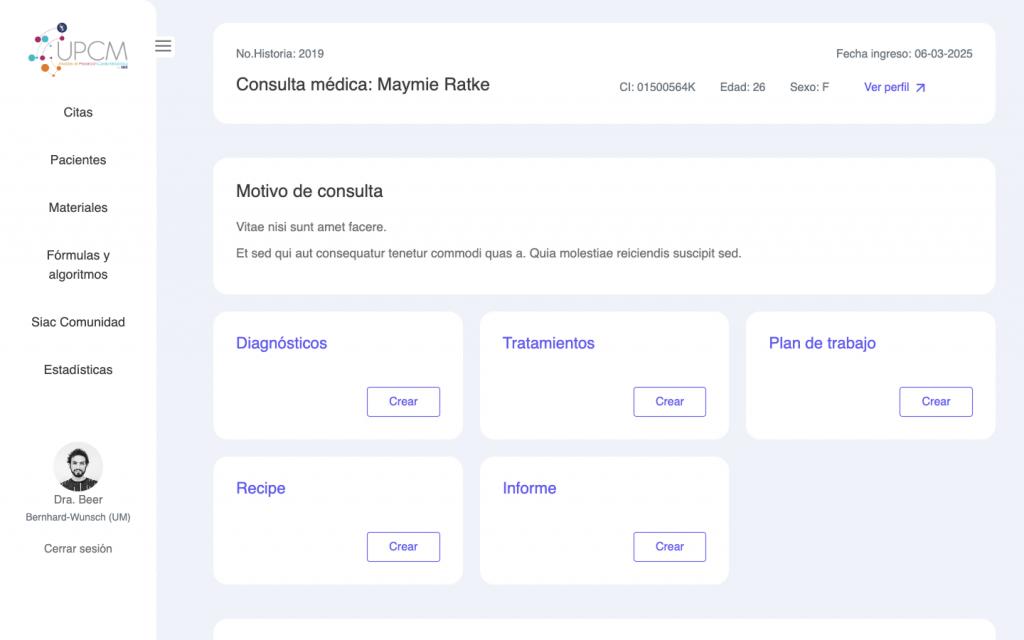 UPCM
Citas
Pacientes
Materiales
Fórmulas y
algoritmos
Siac Comunidad
Estadísticas
Dra. Beer
Bernhard-Wunsch (UM)
Cerrar sesión
No.Historia: 2019
Fecha ingreso: 06-03-2025
Consulta médica: Maymie Ratke
CI: 01500564K Edad: 26 Sexo: F Ver perfil
Motivo de consulta
Vitae nisi sunt amet facere.
Et sed qui aut consequatur tenetur commodi quas a. Quia molestiae reiciendis suscipit sed.
Diagnósticos
Crear
Tratamientos
Crear
Plan de trabajo
Crear
Recipe
Crear
Informe
Crear